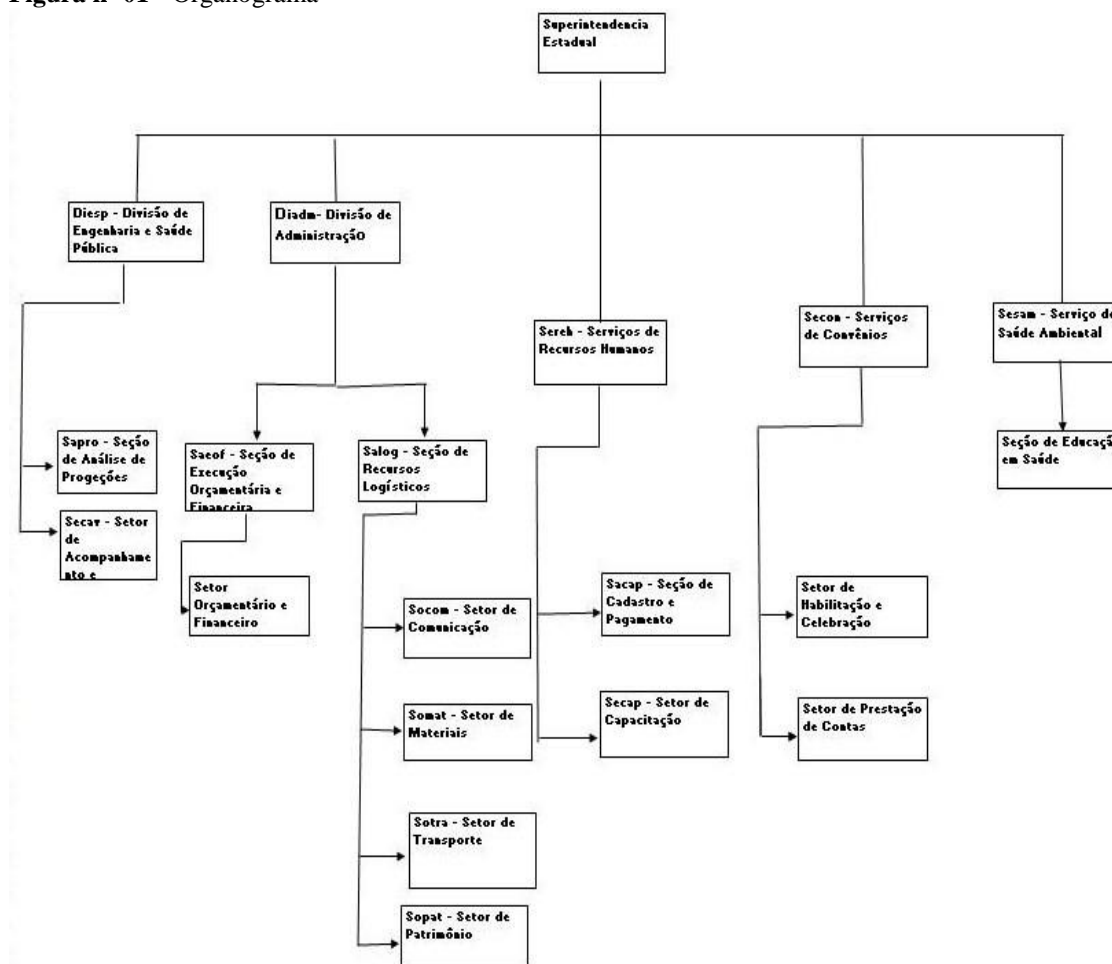 Figura nº 01 - Organograma
Superintendencia
Estadual
Diesp - Divisão de
Engenharia e Saúde
Pública
Diadm- Divisão de
Administração
Sereh - Serviços de
Recursos Humanos
Secon - Serviços
de Convênios
Sesam - Serviço de
Saúde Ambiental
Sapro - Seção
de Análise de
Progeções
Saeof - Seção de
Execução
Orçamentária e
Financeira
Salog - Seção de
Recursos
Logísticos
Seção de Educação
em Saúde
Secav - Setor
de
Acompanhame
nto e
Setor
Orçamentário e
Financeiro
Socom - Setor de
Comunicação
Sacap - Seção de
Cadastro e
Pagamento
Setor de
Habilitação e
Celebração
Somat - Setor de
Materiais
Secap - Setor de
Capacitação
Setor de Prestação
de Contas
Sotra - Setor de
Transporte
Sopat - Setor de
Patrimônio